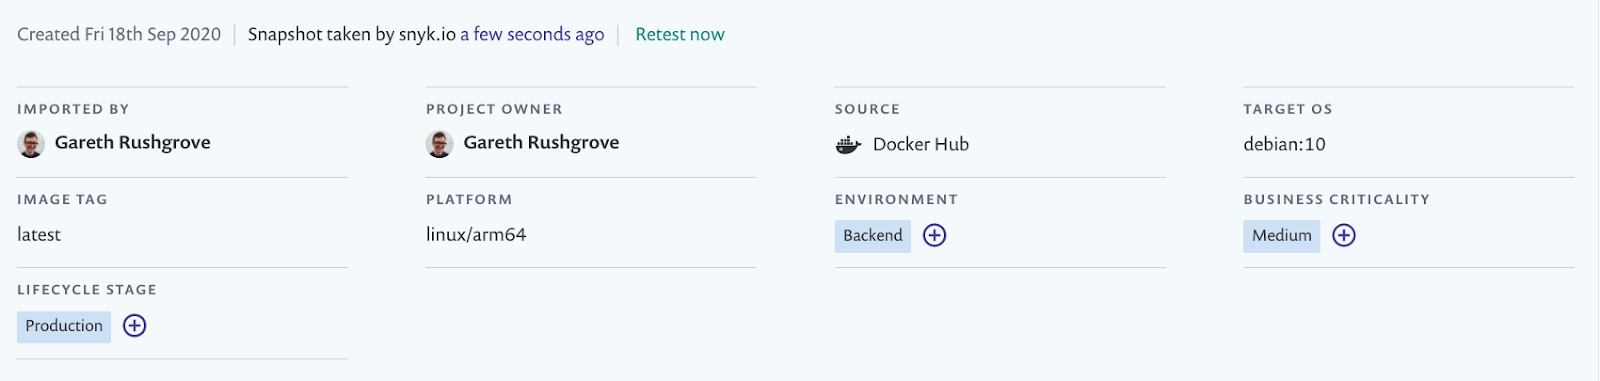 Created Fri 18th Sep 2020 | Snapshot taken by snyk.io a few seconds ago | Retest now
IMPORTED BY
Gareth Rushgrove
PROJECT OWNER
Gareth Rushgrove
SOURCE
Docker Hub
TARGET OS
debian:10
IMAGE TAG
latest
PLATFORM
linux/arm64
ENVIRONMENT
Backend
BUSINESS CRITICALITY
Medium
LIFECYCLE STAGE
Production